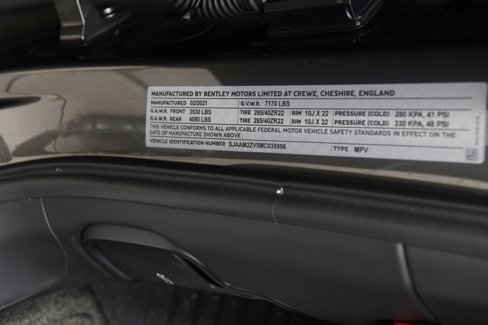 MANUFACTURED BY BENTLEY MOTORS LIMITED AT CREWE, CHESHIRE, ENGLAND
MANUFACTURED 02/2021 G.V.W.R. 7170 LBS
G.A.W.R. FRONT 3530 LBS TIRE 285/40ZR22 RIM 10J X 22 PRESSURE (COLD) 280 KPA, 41 PSI
G.A.W.R. REAR 4080 LBS TIRE 285/40ZR22 RIM 10J X 22 PRESSURE (COLD) 330 KPA, 48 PSI
THIS VEHICLE CONFORMS TO ALL APPLICABLE FEDERAL MOTOR VEHICLE SAFETY STANDARDS IN EFFECT ON THE
DATE OF MANUFACTURE SHOWN ABOVE
VEHICLE IDENTIFICATION NUMBER SJAAM2ZV5MC035996 TYPE MPV